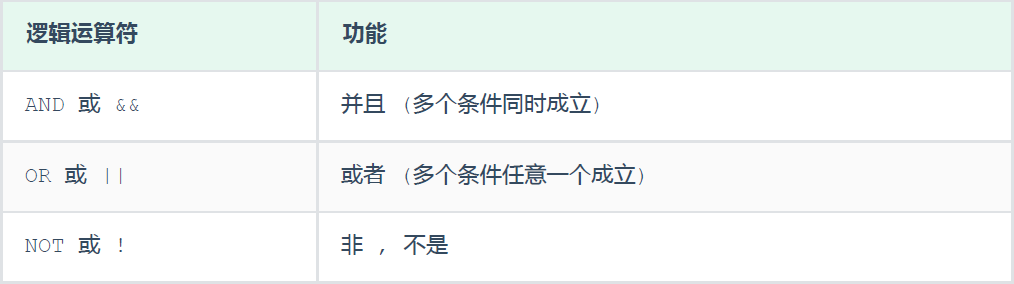 逻辑运算符 功能
AND 或 && 并且 (多个条件同时成立)
OR 或 || 或者 (多个条件任意一个成立)
NOT 或 ! 非 , 不是